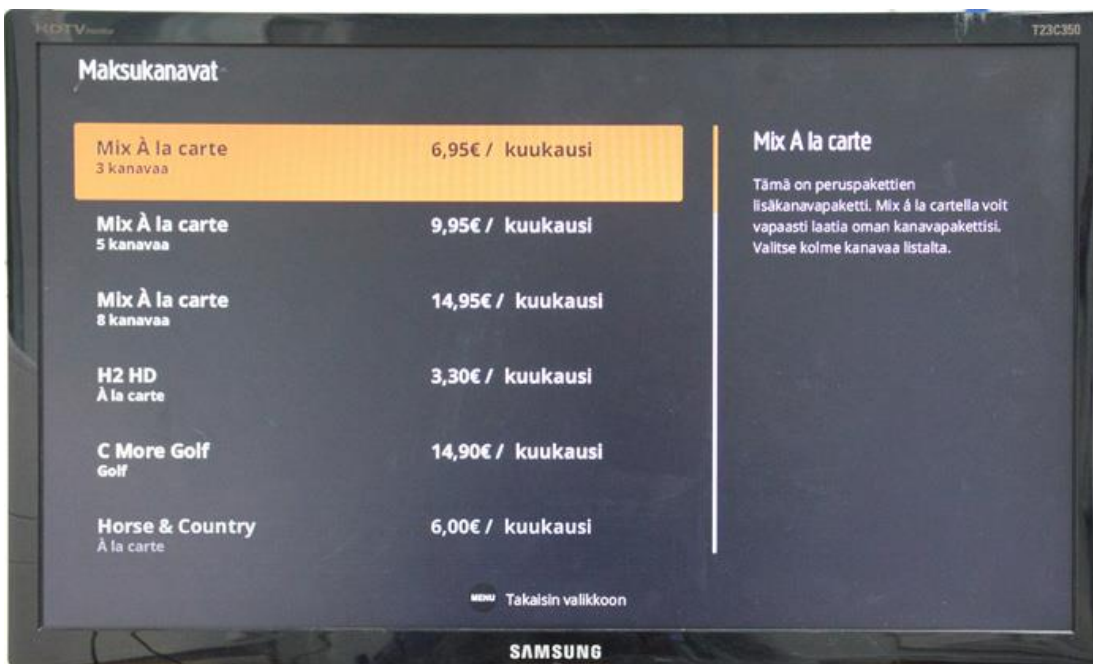 HDTV
T23C350
Maksukanavat
Mix À la carte 6,95€ / kuukausi
3 kanavaa
Mix À la carte 9,95€ / kuukausi
5 kanavaa
Mix À la carte 14,95€ / kuukausi
8 kanavaa
H2 HD 3,30€ / kuukausi
À la carte
C More Golf 14,90€ / kuukausi
Golf
Horse & Country 6,00€ / kuukausi
À la carte
Mix A la carte
Tämä on peruspakettien
lisäkanavapaketti. Mix á la cartella voit
vapaasti laatia oman kanavapakettisi.
Valitse kolme kanavaa listalta.
MENU Takaisin valikkoon
SAMSUNG